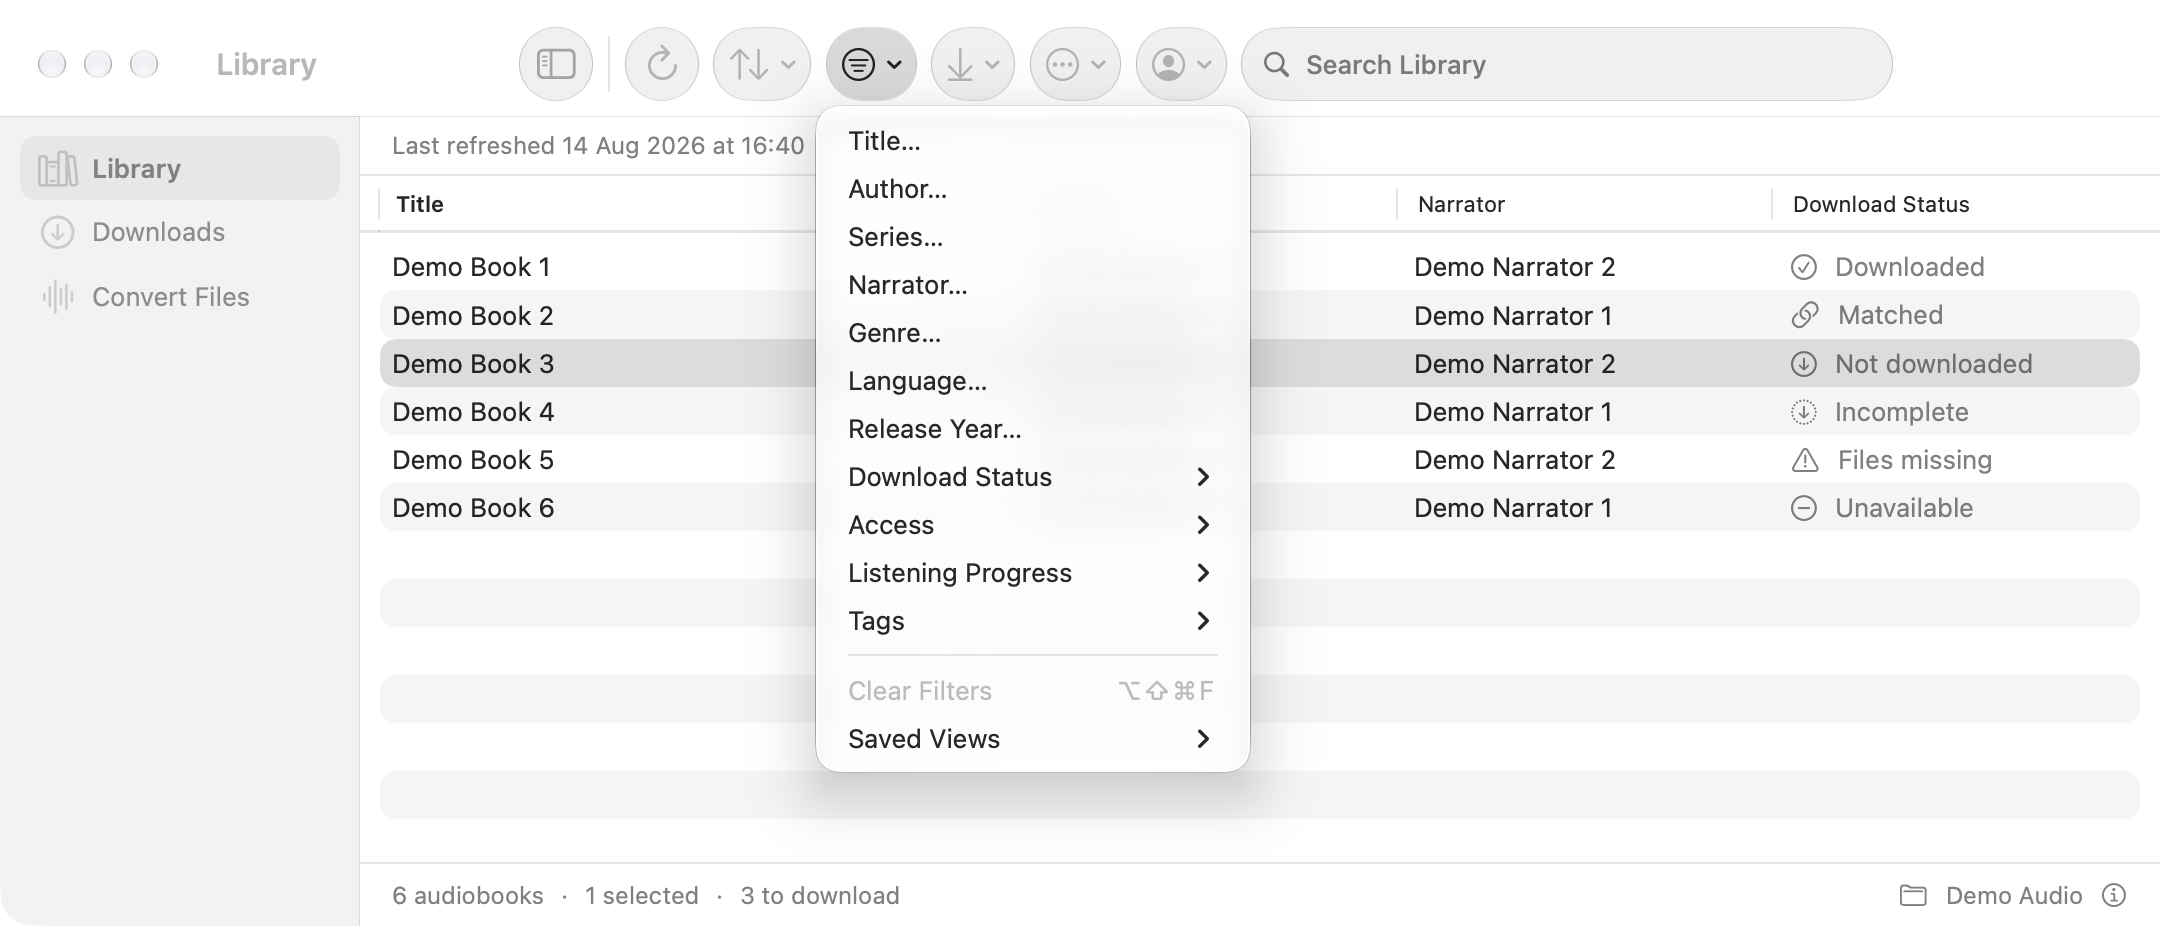 Library
Search Library
Library
Downloads
Convert Files
Last refreshed 14 Aug 2026 at 16:40
Title
Narrator
Download Status
Demo Book 1
Demo Narrator 2
Downloaded
Demo Book 2
Demo Narrator 1
Matched
Demo Book 3
Demo Narrator 2
Not downloaded
Demo Book 4
Demo Narrator 1
Incomplete
Demo Book 5
Demo Narrator 2
Files missing
Demo Book 6
Demo Narrator 1
Unavailable
Title...
Author...
Series...
Narrator...
Genre...
Language...
Release Year...
Download Status
Access
Listening Progress
Tags
Clear Filters ⌥⇧⌘F
Saved Views
6 audiobooks · 1 selected · 3 to download
Demo Audio